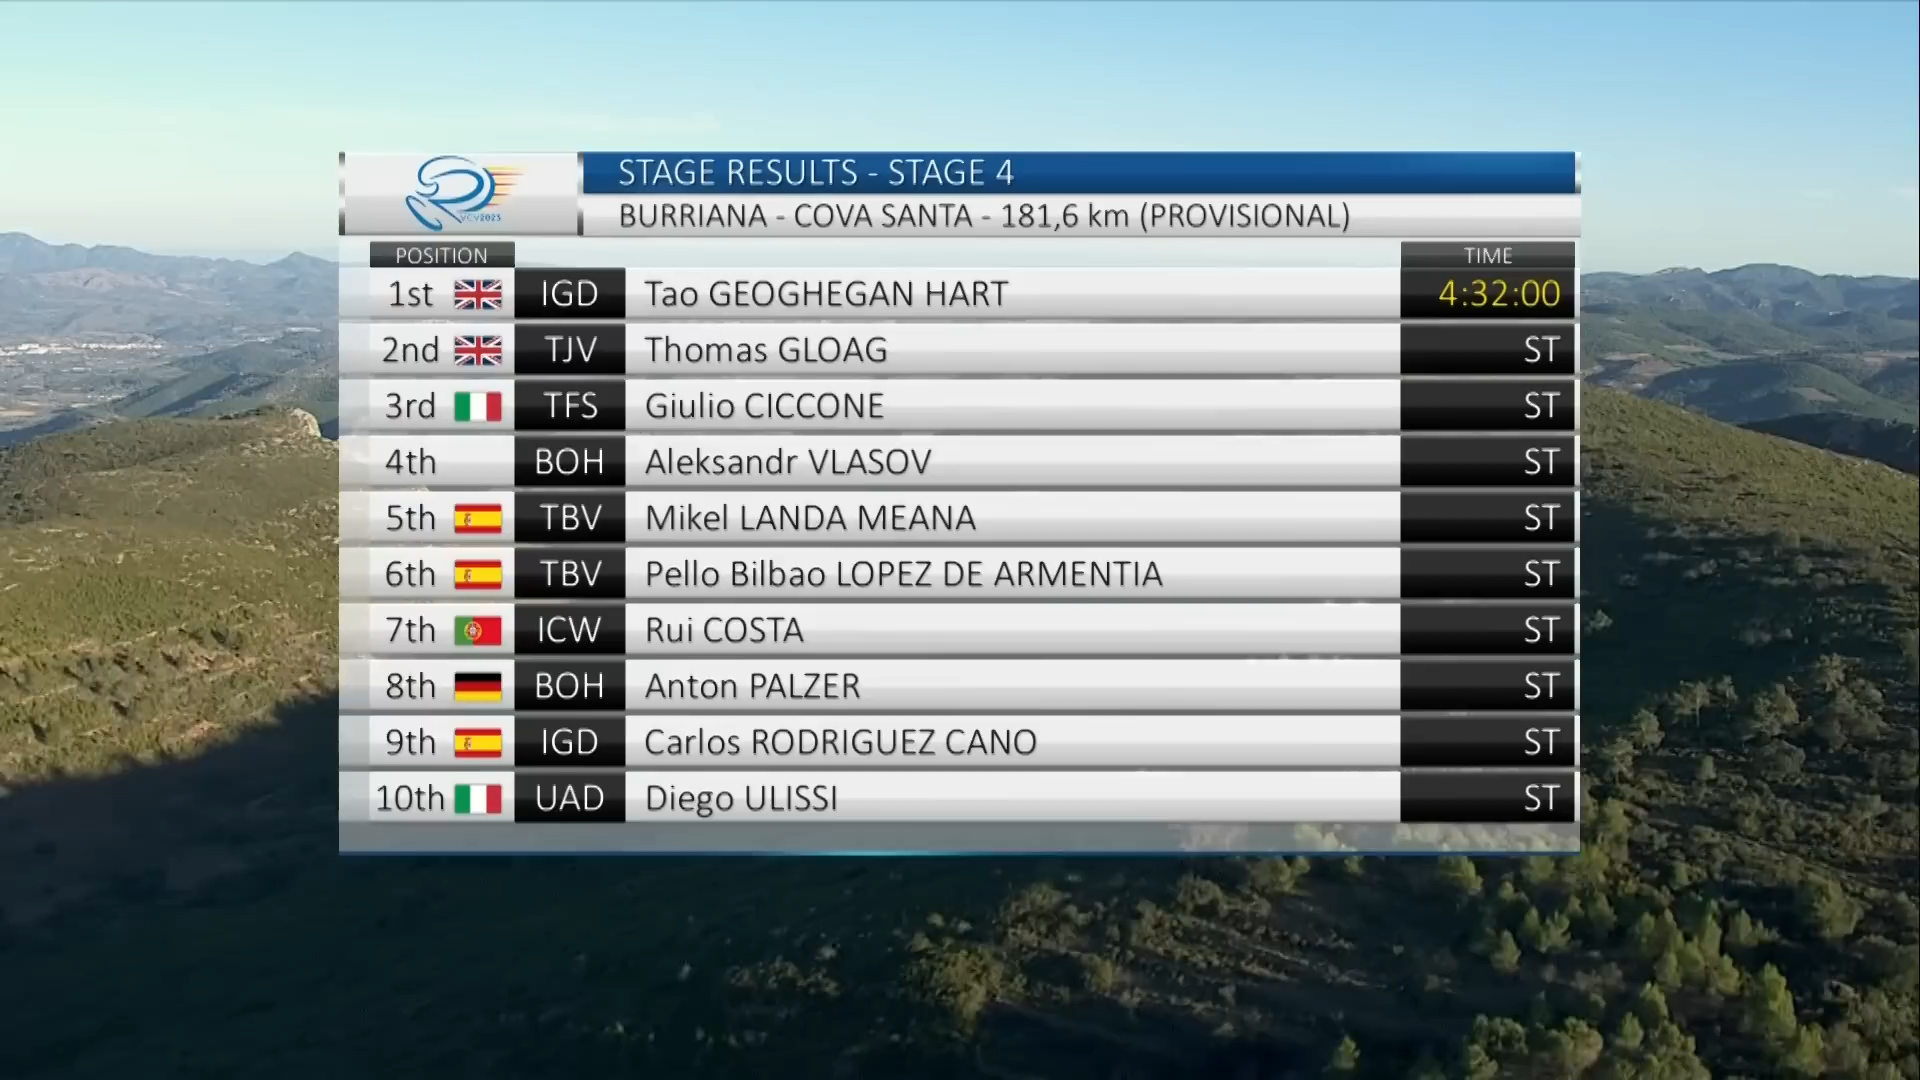 STAGE RESULTS - STAGE 4
VCV2023
BURRIANA - COVA SANTA - 181,6 km (PROVISIONAL)
POSITION TIME
1st IGD Tao GEOGHEGAN HART 4:32:00
2nd TJV Thomas GLOAG ST
3rd TFS Giulio CICCONE ST
4th BOH Aleksandr VLASOV ST
5th TBV Mikel LANDA MEANA ST
6th TBV Pello Bilbao LOPEZ DE ARMENTIA ST
7th ICW Rui COSTA ST
8th BOH Anton PALZER ST
9th IGD Carlos RODRIGUEZ CANO ST
10th UAD Diego ULISSI ST